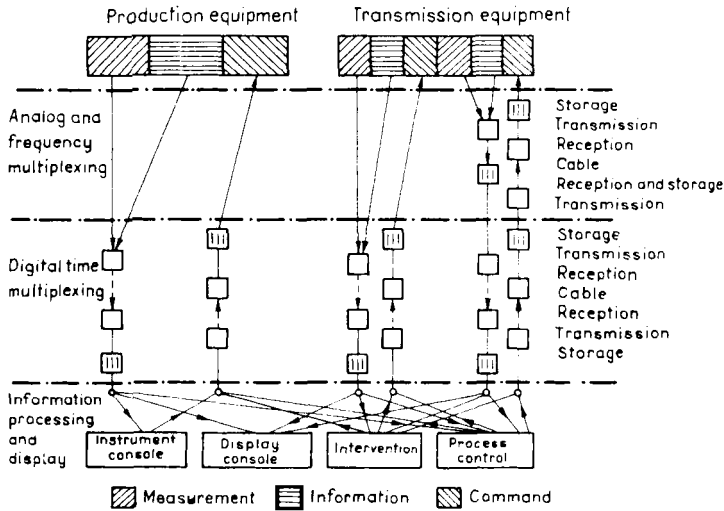 Production equipment
Transmission equipment
Analog and
frequency
multiplexing
Storage
Transmission
Reception
Cable
Reception and storage
Transmission
Digital time
multiplexing
Storage
Transmission
Reception
Cable
Reception
Transmission
Storage
Information
processing
and
display
Instrument
console
Display
console
Intervention
Process
control
Measurement
Information
Command